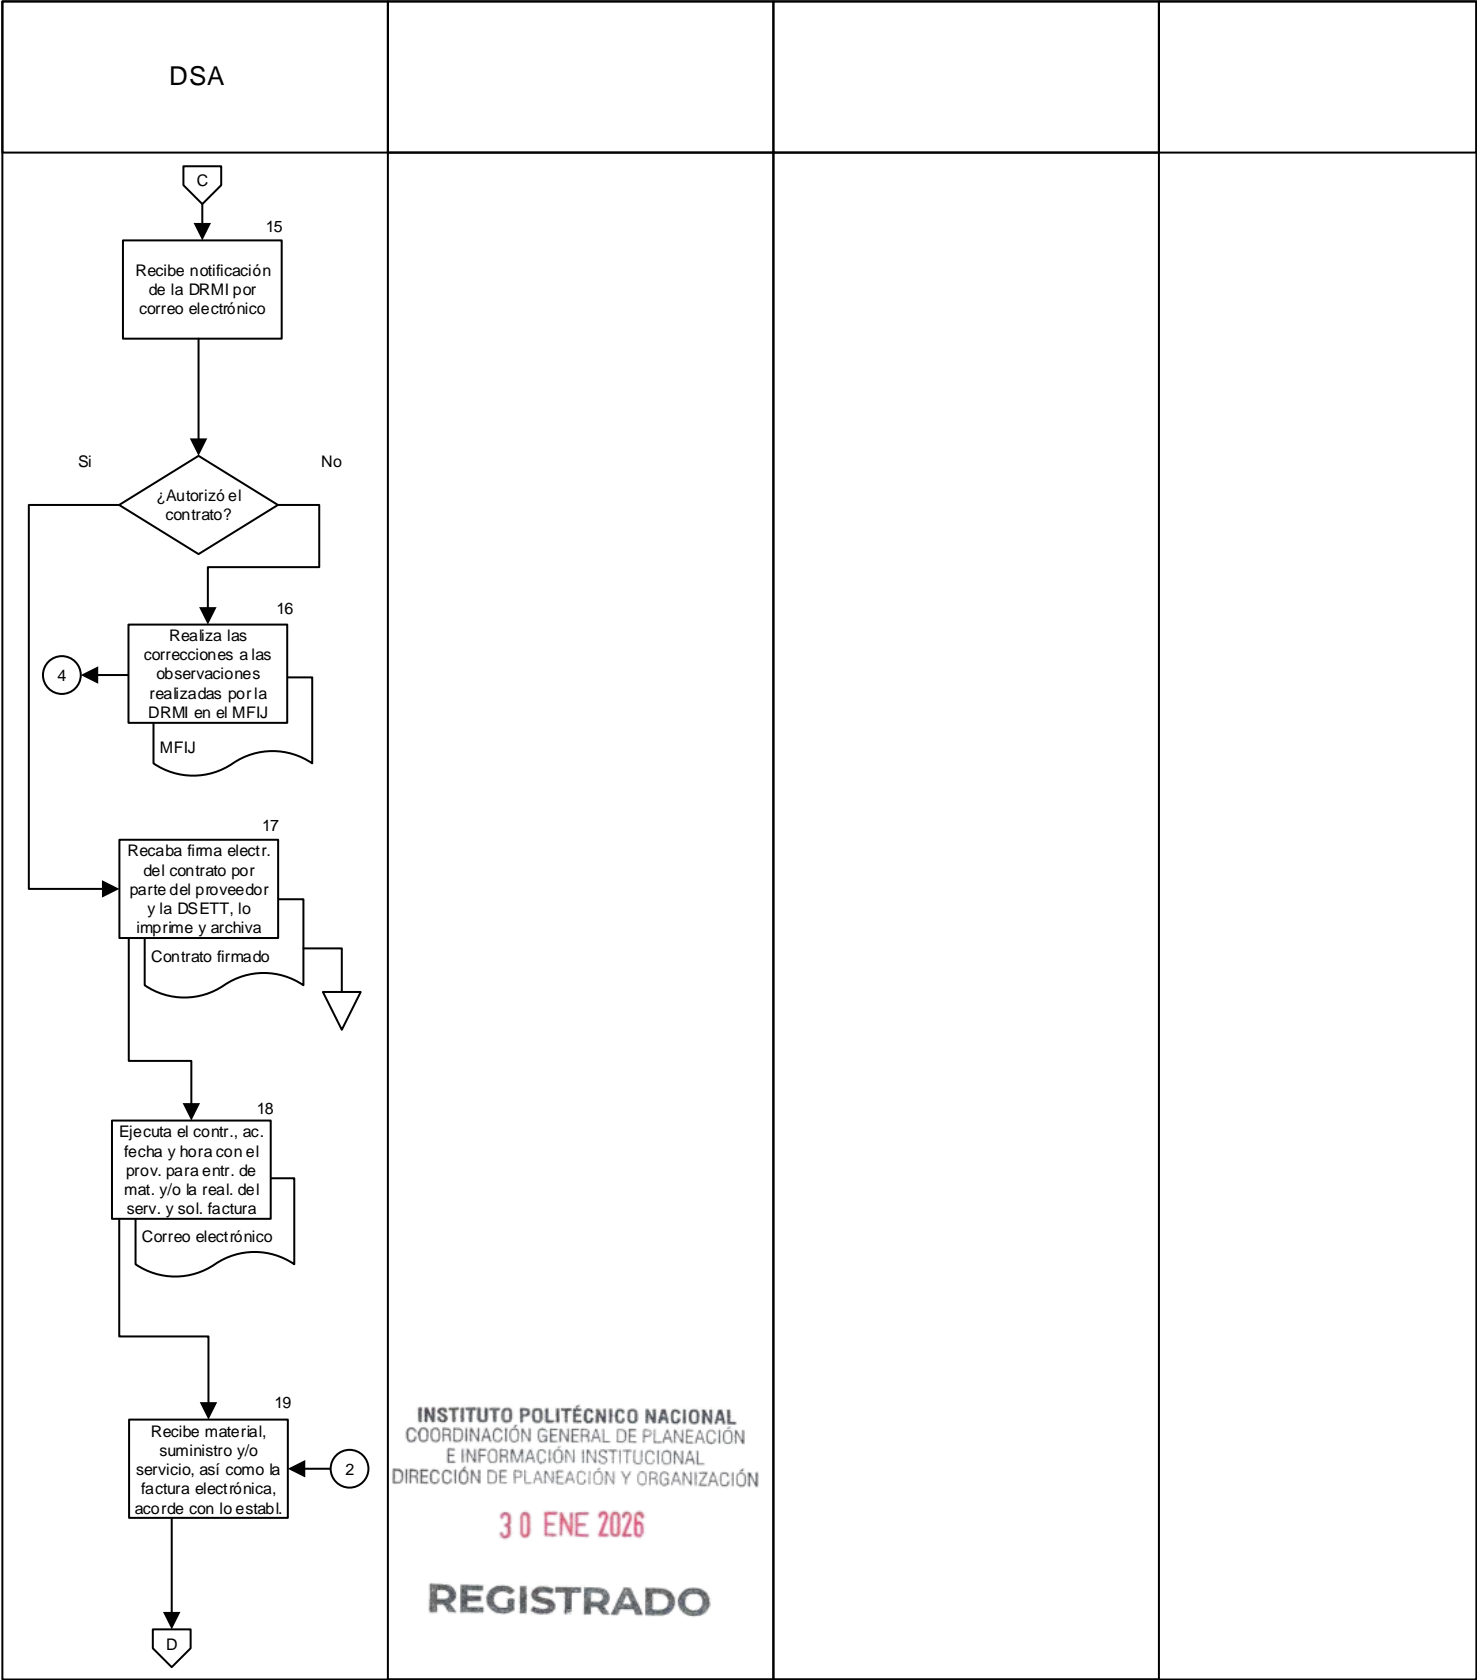 DSA
C
15
Recibe notificación
de la DRMI por
correo electrónico
Si
No
¿Autorizó el
contrato?
16
Realiza las
correcciones a las
observaciones
realizadas por la
DRMI en el MFIJ
4
MFIJ
17
Recaba firma electr.
del contrato por
parte del proveedor
y la DSETT, lo
imprime y archiva
Contrato firmado
18
Ejecuta el contr., ac.
fecha y hora con el
prov. para entr. de
mat. y/o la real. del
serv. y sol. factura
Correo electrónico
19
Recibe material,
suministro y/o
servicio, así como la
factura electrónica,
acorde con lo establ.
2
D
INSTITUTO POLITÉCNICO NACIONAL
COORDINACIÓN GENERAL DE PLANEACIÓN
E INFORMACIÓN INSTITUCIONAL
DIRECCIÓN DE PLANEACIÓN Y ORGANIZACIÓN
30 ENE 2026
REGISTRADO